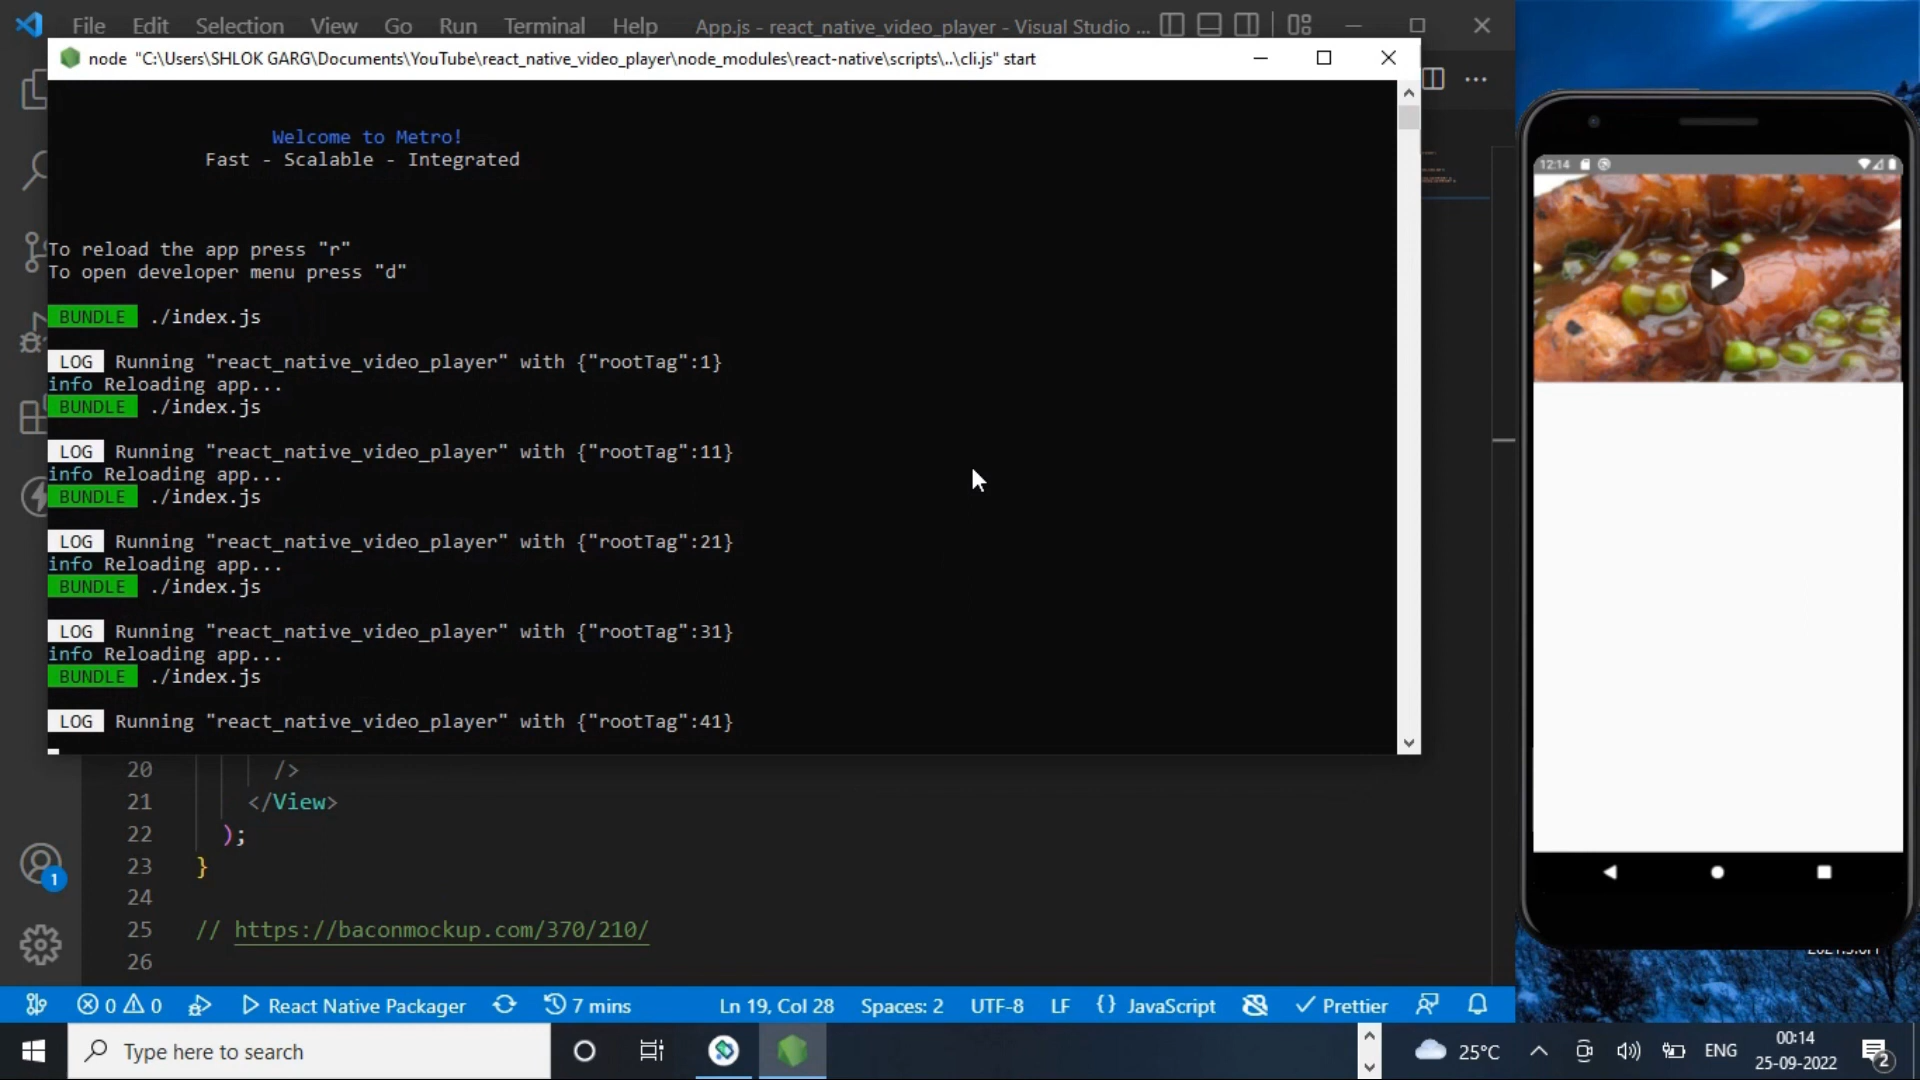 File Edit Selection View Go Run Terminal Help App.js - react_native_video_player - Visual Studio ...
node "C:\Users\SHLOK GARG\Documents\YouTube\react_native_video_player\node_modules\react-native\scripts\..\cli.js" start
Welcome to Metro!
Fast - Scalable - Integrated
To reload the app press "r"
To open developer menu press "d"
BUNDLE ./index.js
LOG Running "react_native_video_player" with {"rootTag":1}
info Reloading app...
BUNDLE ./index.js
LOG Running "react_native_video_player" with {"rootTag":11}
info Reloading app...
BUNDLE ./index.js
LOG Running "react_native_video_player" with {"rootTag":21}
info Reloading app...
BUNDLE ./index.js
LOG Running "react_native_video_player" with {"rootTag":31}
info Reloading app...
BUNDLE ./index.js
LOG Running "react_native_video_player" with {"rootTag":41}
20 />
21 </View>
22 );
23 }
24
25 // https://baconmockup.com/370/210/
26
1
0 0 React Native Packager 7 mins Ln 19, Col 28 Spaces: 2 UTF-8 LF {} JavaScript Prettier
Type here to search
25°C ENG 00:14
25-09-2022
2
12:14